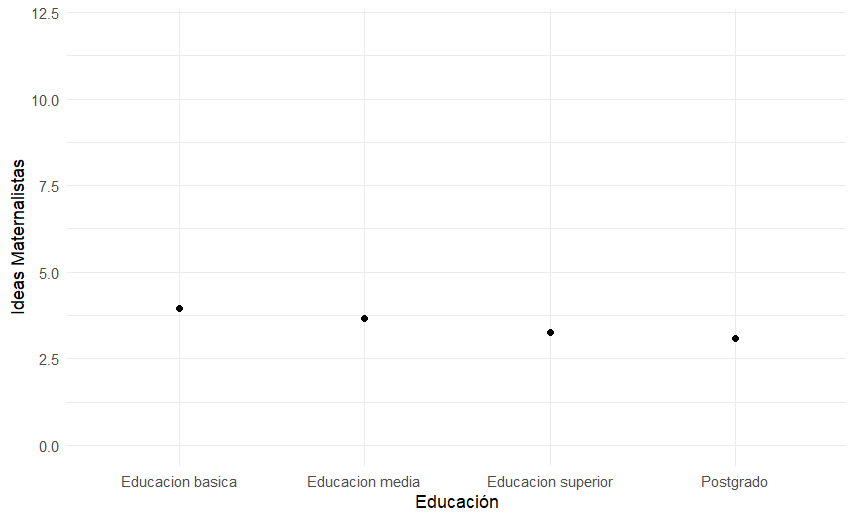 12.5
10.0
7.5
5.0
2.5
0.0
Ideas Maternalistas
Educacion basica
Educacion media
Educacion superior
Postgrado
Educación